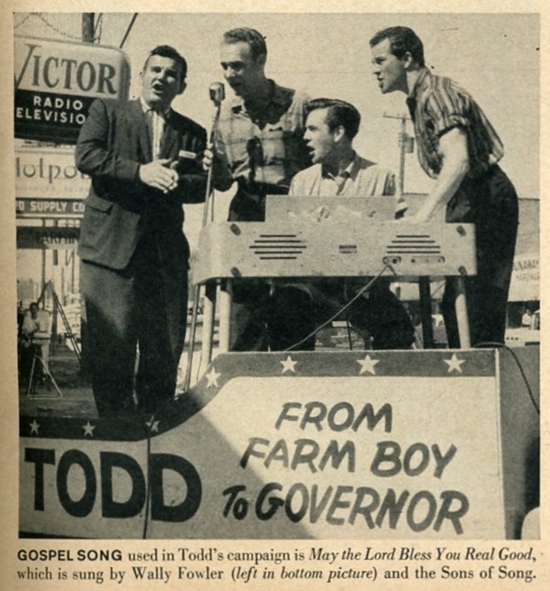 VICTOR
RADIO
ELEVISIO
Hotpoi
D SUPPLY CO
TODD
FROM
FARM BOY
To GOVERNOR
GOSPEL SONG used in Todd's campaign is May the Lord Bless You Real Good,
which is sung by Wally Fowler (left in bottom picture) and the Sons of Song.